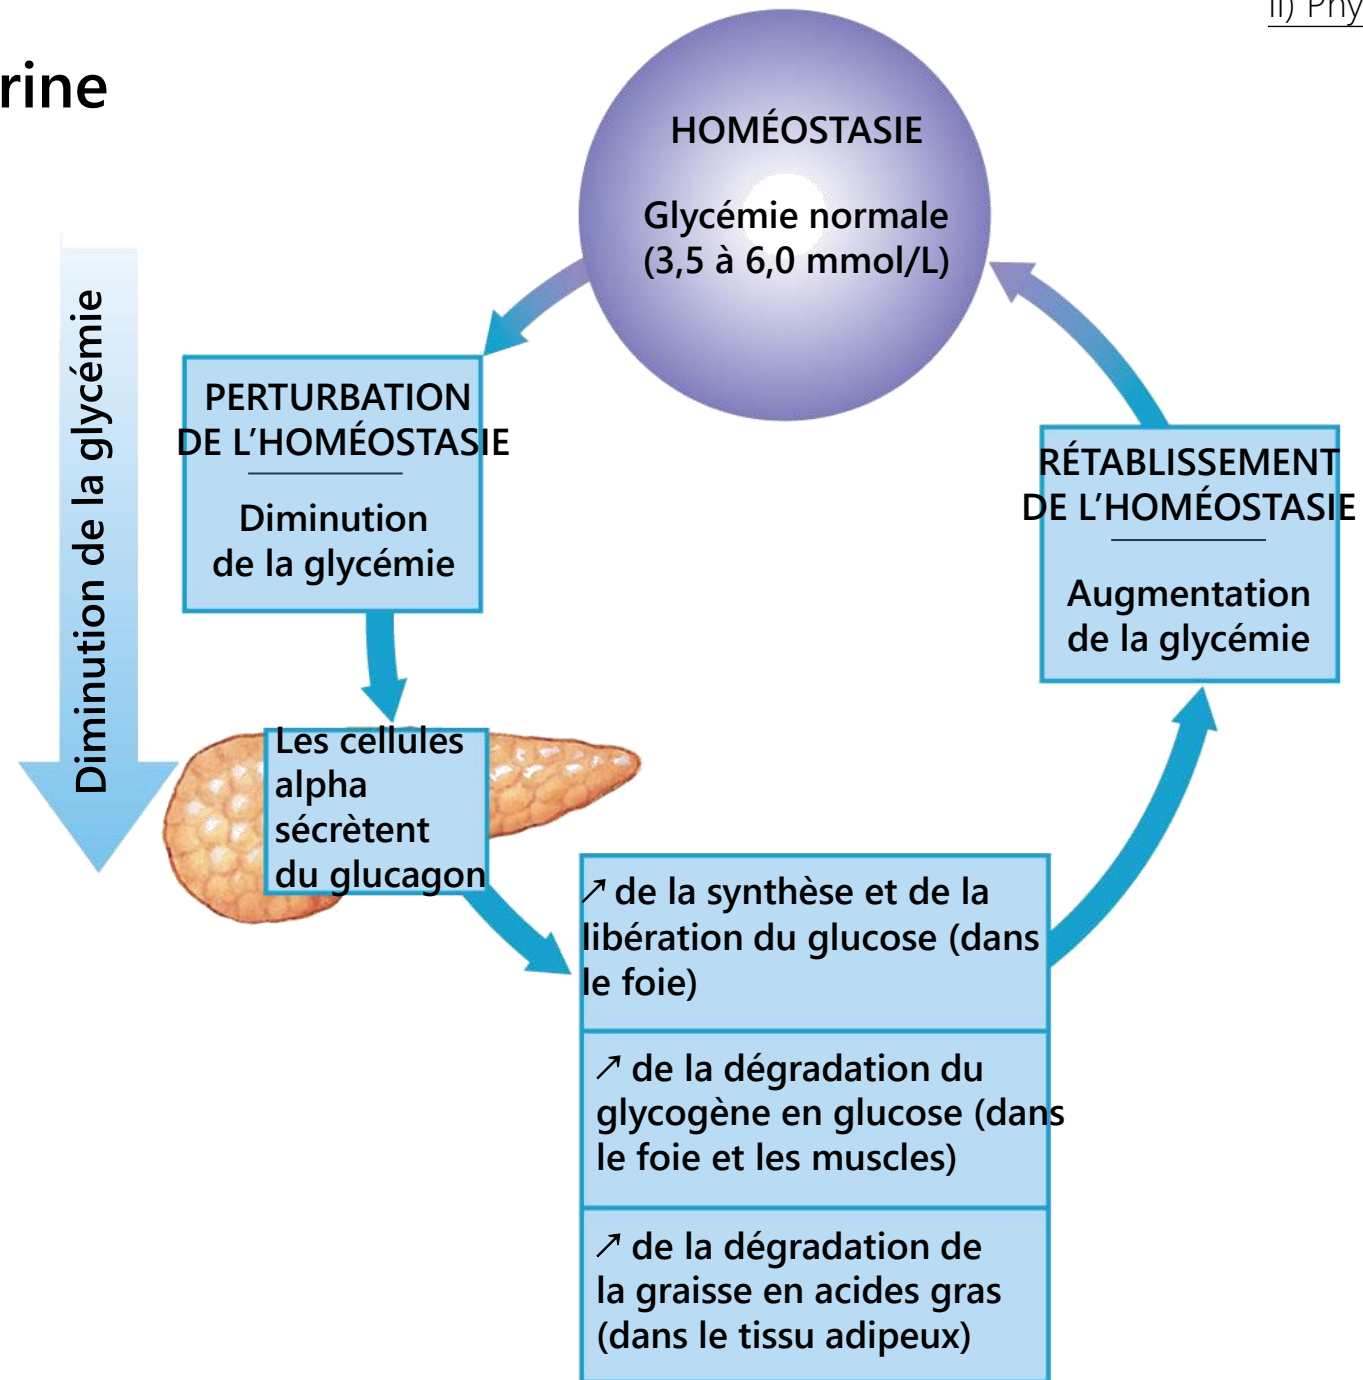 II) Phy
rine
HOMÉOSTASIE
Glycémie normale
(3,5 à 6,0 mmol/L)
Diminution de la glycémie
PERTURBATION
DE L’HOMÉOSTASIE
Diminution
de la glycémie
RÉTABLISSEMENT
DE L’HOMÉOSTASIE
Augmentation
de la glycémie
Les cellules
alpha
sécrètent
du glucagon
↗ de la synthèse et de la
libération du glucose (dans
le foie)
↗ de la dégradation du
glycogène en glucose (dans
le foie et les muscles)
↗ de la dégradation de
la graisse en acides gras
(dans le tissu adipeux)